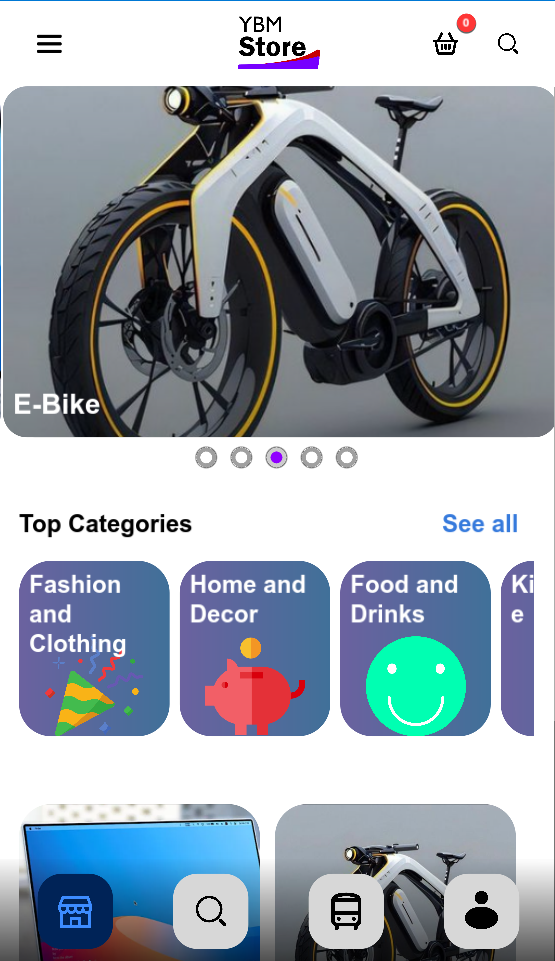 YBM
Store
0
E-Bike
Top Categories
See all
Fashion
and
Clothing
Home and
Decor
Food and
Drinks
Ki
e